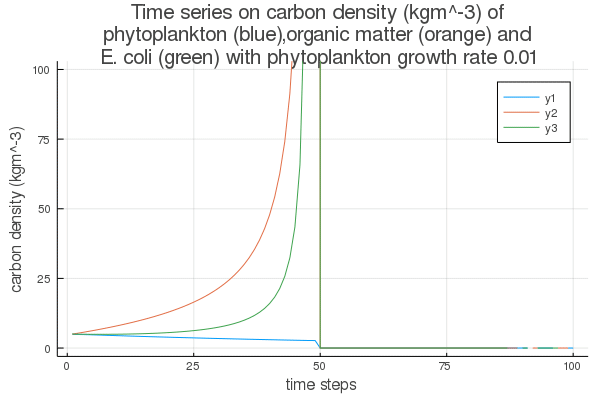 Time series on carbon density (kgm^-3) of
phytoplankton (blue),organic matter (orange) and
E. coli (green) with phytoplankton growth rate 0.01
100
75
50
25
0
carbon density (kgm^-3)
y1
y2
y3
0 25 50 75 100
time steps